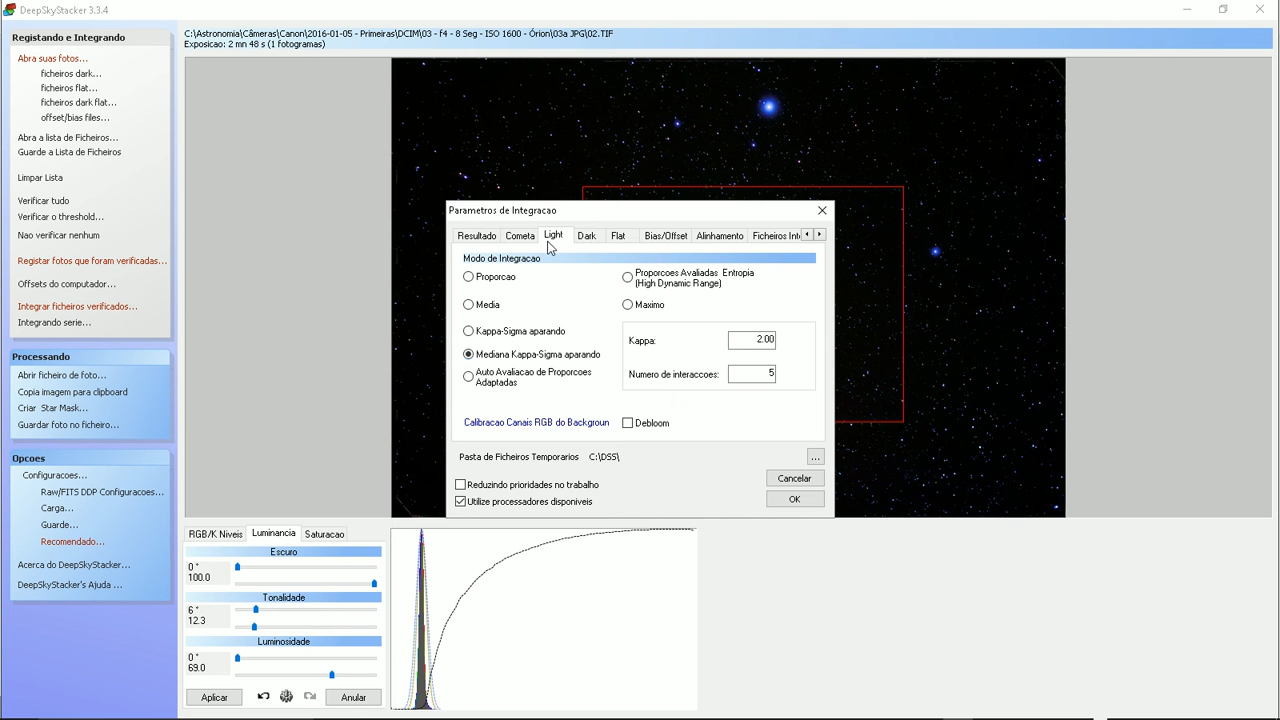 DeepSkyStacker 3.3.4
Registando e Integrando
Abra suas fotos...
ficheiros dark...
ficheiros flat...
ficheiros dark flat...
offset/bias files...
Abra a lista de Ficheiros...
Guarde a Lista de Ficheiros
Limpar Lista
Verificar tudo
Verificar o threshold...
Nao verificar nenhum
Registar fotos que foram verificadas...
Offsets do computador...
Integrar ficheiros verificados...
Integrando serie...
Processando
Abrir ficheiro de foto...
Copia imagem para clipboard
Criar Star Mask...
Guardar foto no ficheiro...
Opcoes
Configuracoes...
Raw/FITS DDP Configuracoes...
Carga...
Guarde...
Recomendado...
Acerca do DeepSkyStacker...
DeepSkyStacker's Ajuda ...
C:\Astronomia\Câmeras\Canon\2016-01-05 - Primeiras\DCIM\03 - f4 - 8 Seg - ISO 1600 - Órion\03a JPG\02.TIF
Exposicao: 2 mn 48 s (1 fotogramas)
Parametros de Integracao
Resultado Cometa Light Dark Flat Bias/Offset Alinhamento Ficheiros Int
Modo de Integracao
Proporcao
Media
Kappa-Sigma aparando
Mediana Kappa-Sigma aparando
Auto Avaliacao de Proporcoes
Adaptadas
Proporcoes Avaliadas Entropia
(High Dynamic Range)
Maximo
Kappa: 2.00
Numero de interaccoes: 5
Calibracao Canais RGB do Backgroun
Debloom
Pasta de Ficheiros Temporarios C:\DSS\
...
Reduzindo prioridades no trabalho
Utilize processadores disponiveis
Cancelar
OK
RGB/K Niveis Luminancia Saturacao
Escuro
0 °
100.0
Tonalidade
6 °
12.3
Luminosidade
0 °
69.0
Aplicar
Anular